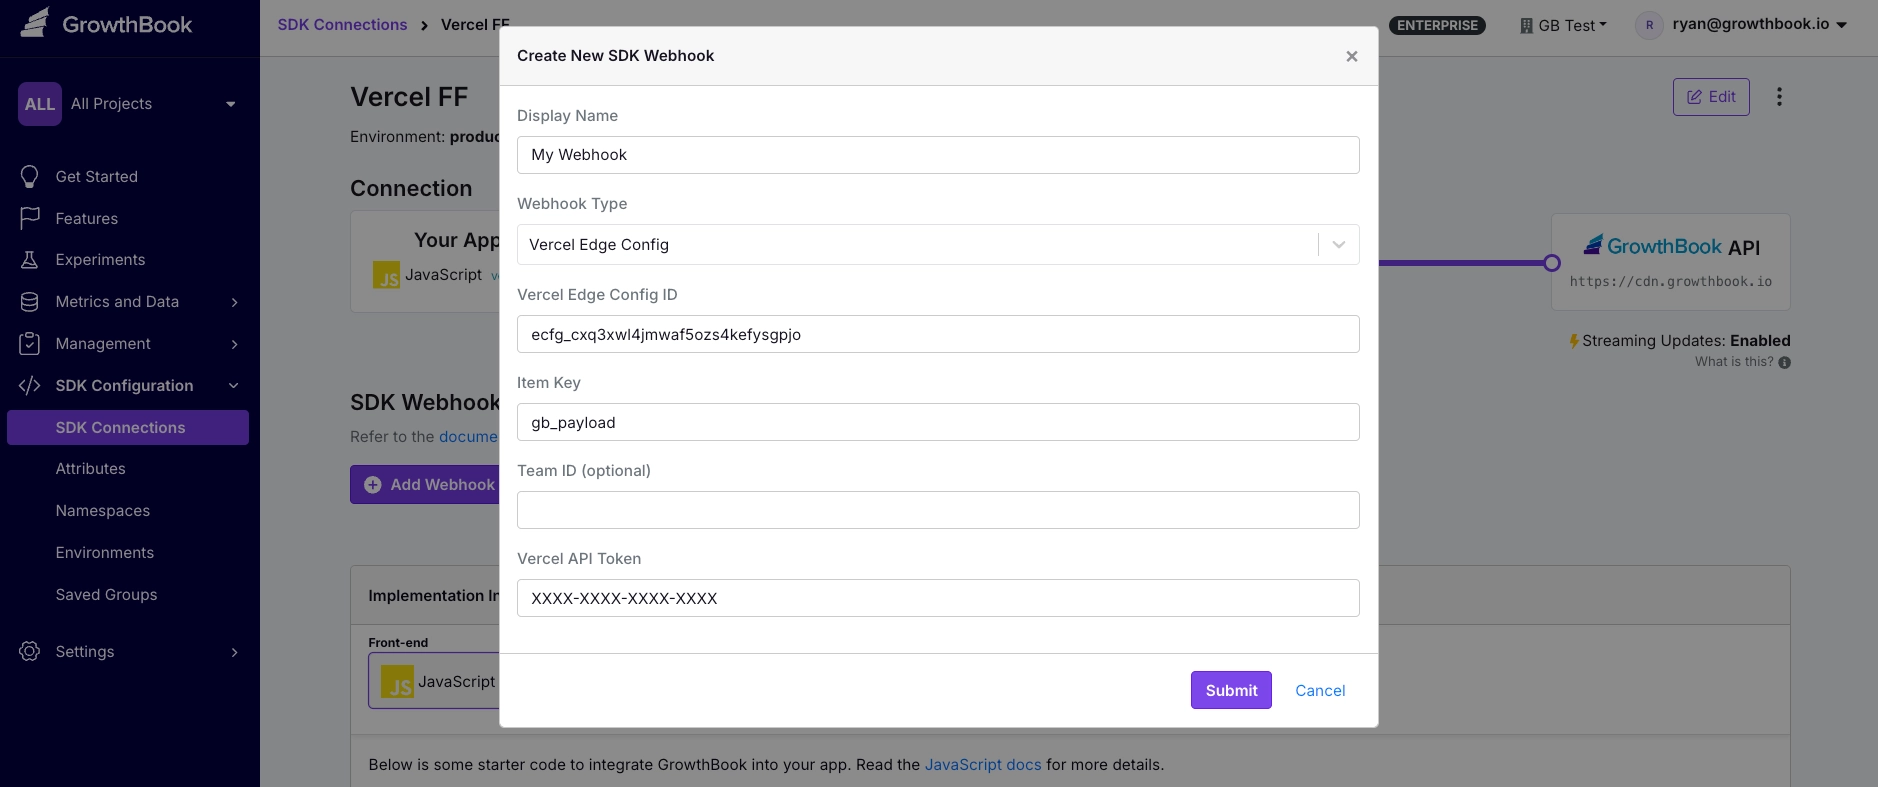 GrowthBook
SDK Connections
Vercel FF
ENTERPRISE
GB Test
R
ryan@growthbook.io
ALL
All Projects
Get Started
Features
Experiments
Metrics and Data
Management
SDK Configuration
SDK Connections
Attributes
Namespaces
Environments
Saved Groups
Settings
Vercel FF
Edit
Environment: produc
Connection
Your App
JS JavaScript
GrowthBook API
https://cdn.growthbook.io
Streaming Updates: Enabled
What is this?
SDK Webhook
Refer to the docume
Add Webhook
Implementation In
Front-end
JS JavaScript
Below is some starter code to integrate GrowthBook into your app. Read the JavaScript docs for more details.
Create New SDK Webhook
Display Name
My Webhook
Webhook Type
Vercel Edge Config
Vercel Edge Config ID
ecfg_cxq3xwl4jmwaf5ozs4kefysgpjo
Item Key
gb_payload
Team ID (optional)
Vercel API Token
XXXX-XXXX-XXXX-XXXX
Submit
Cancel